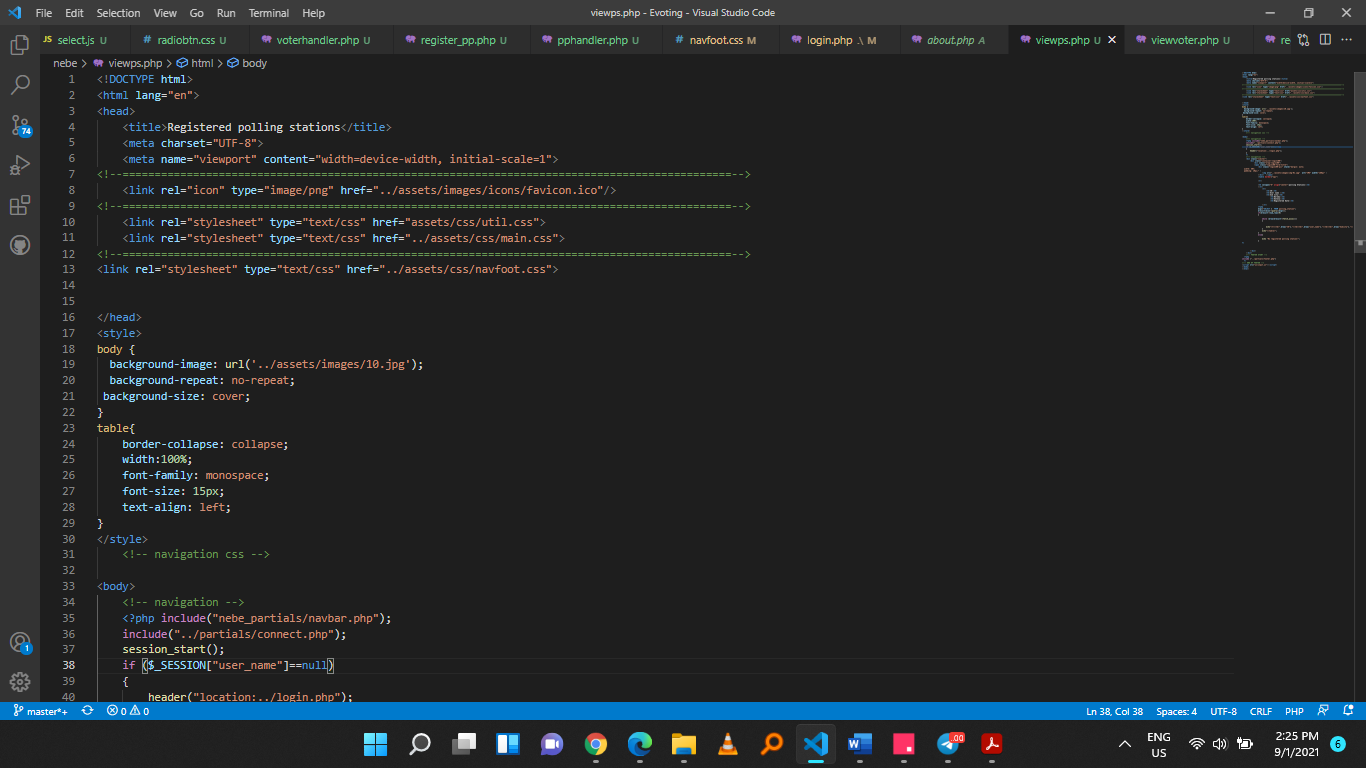 File Edit Selection View Go Run Terminal Help viewps.php - Evoting - Visual Studio Code
JS select.js U # radiobtn.css U voterhandler.php U register_pp.php U pphandler.php U # navfoot.css M login.php .\ M about.php A viewps.php U viewvoter.php U re
nebe > viewps.php > html > body
1 <!DOCTYPE html>
2 <html lang="en">
3 <head>
4 <title>Registered polling stations</title>
5 <meta charset="UTF-8">
6 <meta name="viewport" content="width=device-width, initial-scale=1">
7 <!--===============================================================================================-->
8 <link rel="icon" type="image/png" href="../assets/images/icons/favicon.ico"/>
9 <!--===============================================================================================-->
10 <link rel="stylesheet" type="text/css" href="assets/css/util.css">
11 <link rel="stylesheet" type="text/css" href="../assets/css/main.css">
12 <!--===============================================================================================-->
13 <link rel="stylesheet" type="text/css" href="../assets/css/navfoot.css">
14
15
16 </head>
17 <style>
18 body {
19 background-image: url('../assets/images/10.jpg');
20 background-repeat: no-repeat;
21 background-size: cover;
22 }
23 table{
24 border-collapse: collapse;
25 width:100%;
26 font-family: monospace;
27 font-size: 15px;
28 text-align: left;
29 }
30 </style>
31 <!-- navigation css -->
32
33 <body>
34 <!-- navigation -->
35 <?php include("nebe_partials/navbar.php");
36 include("../partials/connect.php");
37 session_start();
38 if ($_SESSION["user_name"]==null)
39 {
40 header("location:../login.php");
74
1
master*+ 0 0 Ln 38, Col 38 Spaces: 4 UTF-8 CRLF PHP
.00
ENG
US
2:25 PM
9/1/2021
6